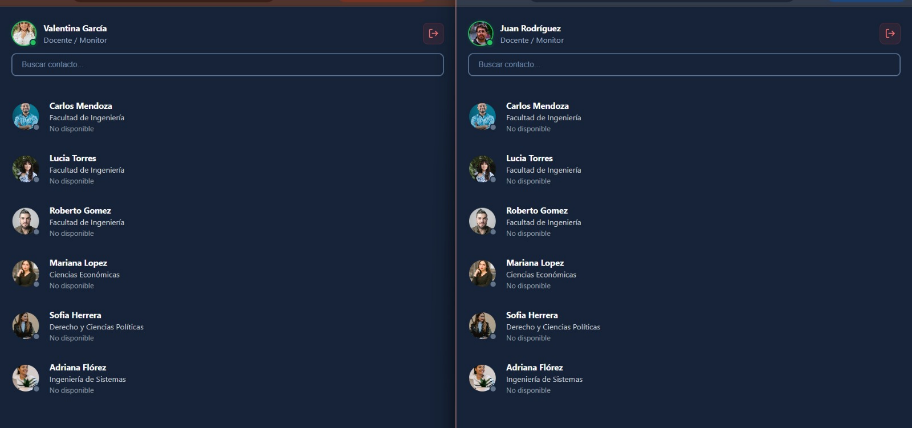 Valentina García
Docente / Monitor
Buscar contacto...
Carlos Mendoza
Facultad de Ingeniería
No disponible
Lucia Torres
Facultad de Ingeniería
No disponible
Roberto Gomez
Facultad de Ingeniería
No disponible
Mariana Lopez
Ciencias Económicas
No disponible
Sofia Herrera
Derecho y Ciencias Políticas
No disponible
Adriana Flórez
Ingeniería de Sistemas
No disponible
Juan Rodríguez
Docente / Monitor
Buscar contacto...
Carlos Mendoza
Facultad de Ingeniería
No disponible
Lucia Torres
Facultad de Ingeniería
No disponible
Roberto Gomez
Facultad de Ingeniería
No disponible
Mariana Lopez
Ciencias Económicas
No disponible
Sofia Herrera
Derecho y Ciencias Políticas
No disponible
Adriana Flórez
Ingeniería de Sistemas
No disponible